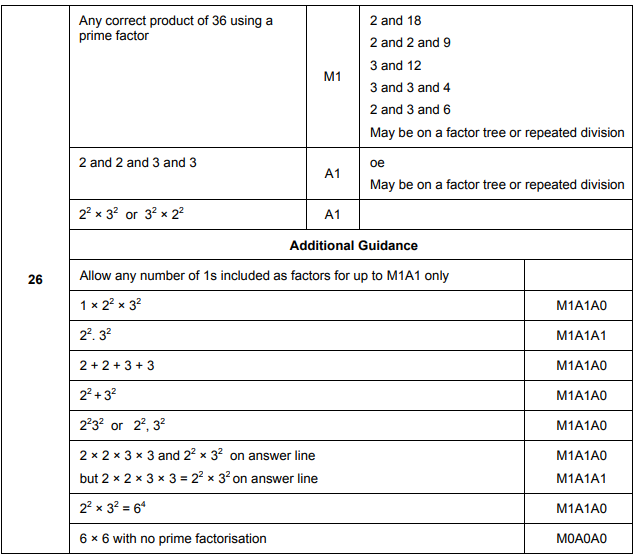 Any correct product of 36 using a
prime factor
M1
2 and 18
2 and 2 and 9
3 and 12
3 and 3 and 4
2 and 3 and 6
May be on a factor tree or repeated division
2 and 2 and 3 and 3
A1
oe
May be on a factor tree or repeated division
2² × 3² or 3² × 2²
A1
Additional Guidance
26
Allow any number of 1s included as factors for up to M1A1 only
1 × 2² × 3²
M1A1A0
2². 3²
M1A1A1
2 + 2 + 3 + 3
M1A1A0
2² + 3²
M1A1A0
2²3² or 2², 3²
M1A1A0
2 × 2 × 3 × 3 and 2² × 3² on answer line
M1A1A0
but 2 × 2 × 3 × 3 = 2² × 3² on answer line
M1A1A1
2² × 3² = 6⁴
M1A1A0
6 × 6 with no prime factorisation
M0A0A0